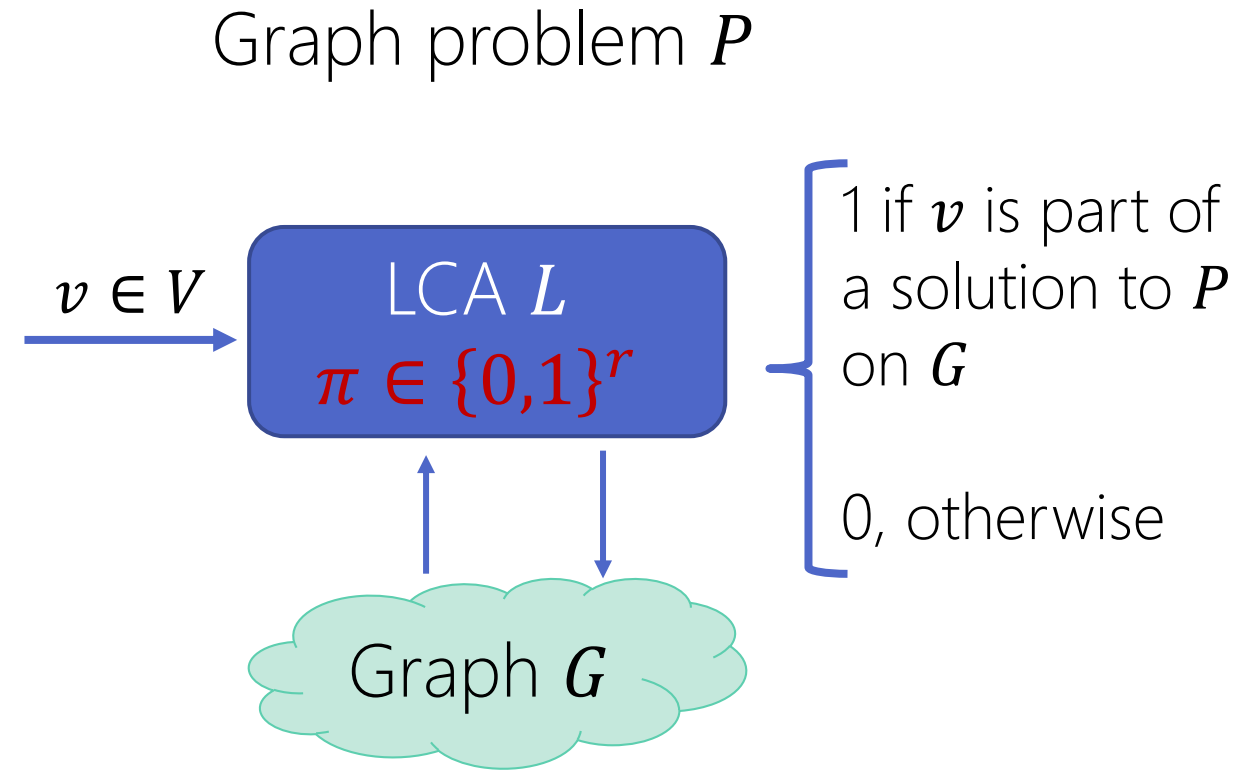 Graph problem P
v ∈ V
LCA L
π ∈ {0,1}^r
1 if v is part of
a solution to P
on G
0, otherwise
Graph G